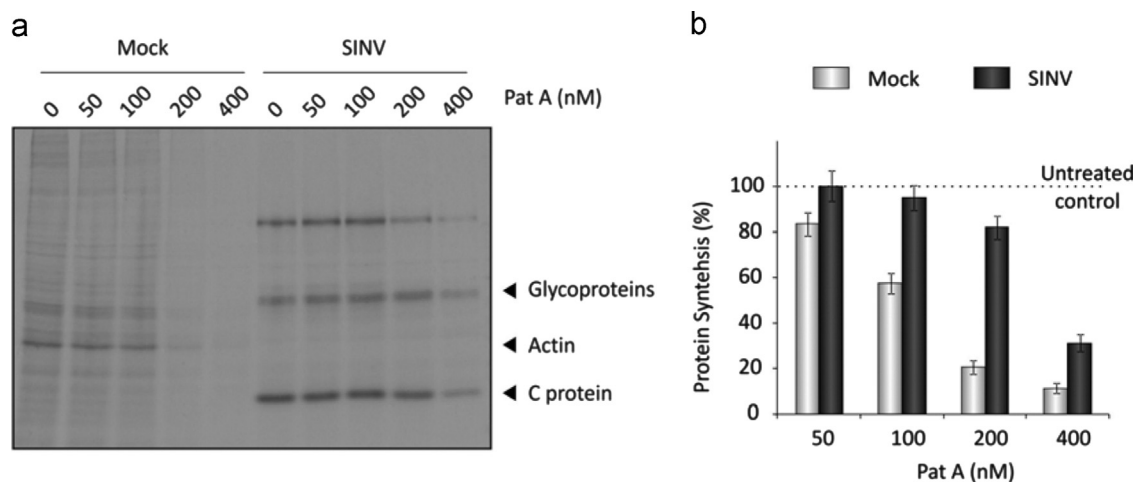 a
Mock SINV
0 50 100 200 400 0 50 100 200 400 Pat A (nM)
Glycoproteins
Actin
C protein
b
Mock SINV
Protein Syntehsis (%)
100
80
60
40
20
0
Untreated
control
50 100 200 400
Pat A (nM)